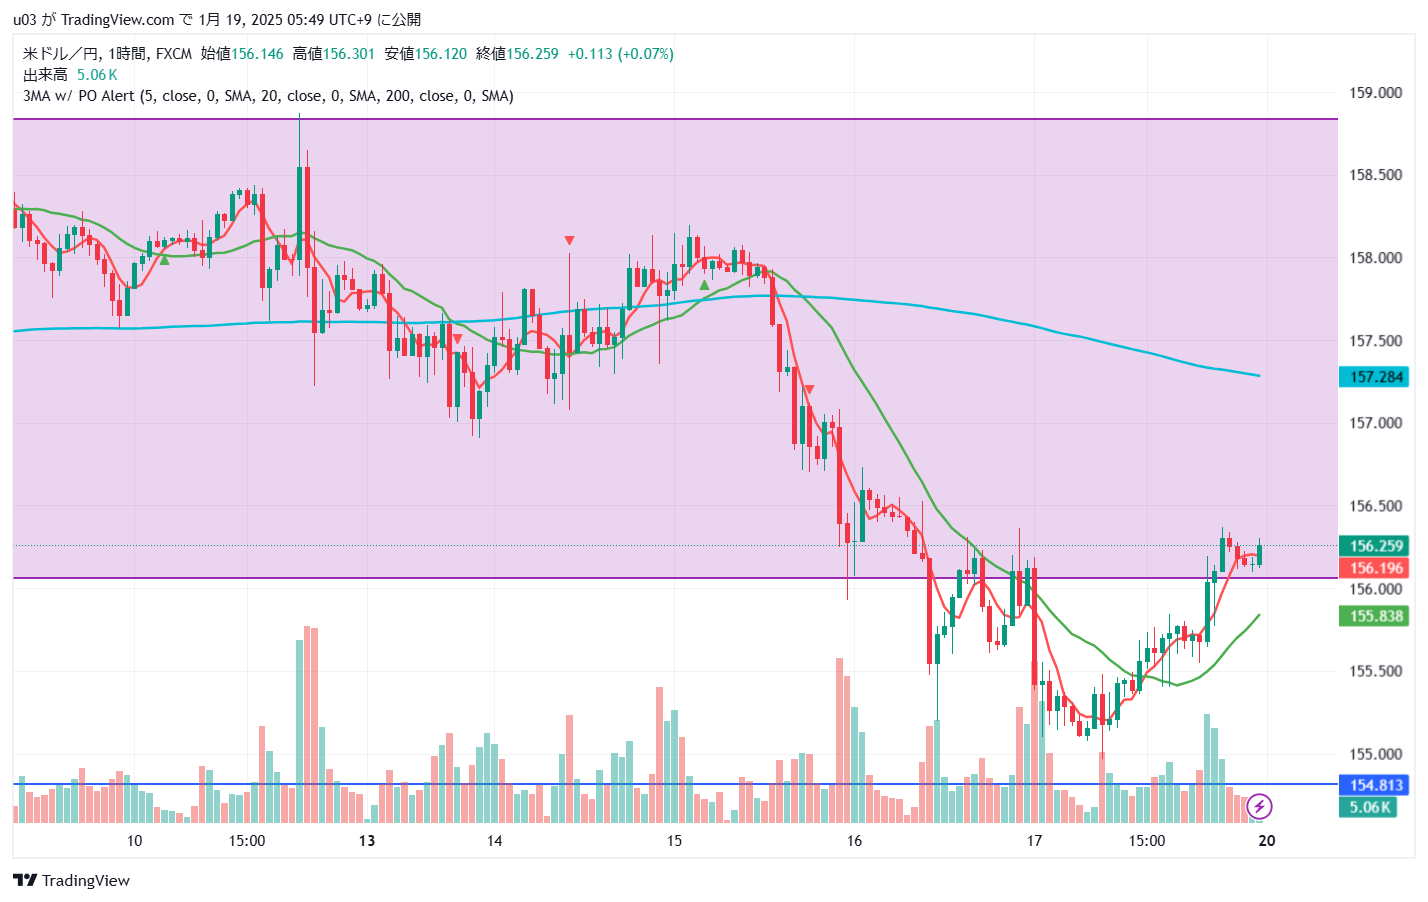 u03 が TradingView.com で 1月 19, 2025 05:49 UTC+9 に公開
米ドル／円, 1時間, FXCM 始値156.146 高値156.301 安値156.120 終値156.259 +0.113 (+0.07%)
出来高 5.06K
3MA w/ PO Alert (5, close, 0, SMA, 20, close, 0, SMA, 200, close, 0, SMA)
159.000
158.500
158.000
157.500
157.284
157.000
156.500
156.259
156.196
156.000
155.838
155.500
155.000
154.813
5.06K
10 15:00 13 14 15 16 17 15:00 20
TradingView